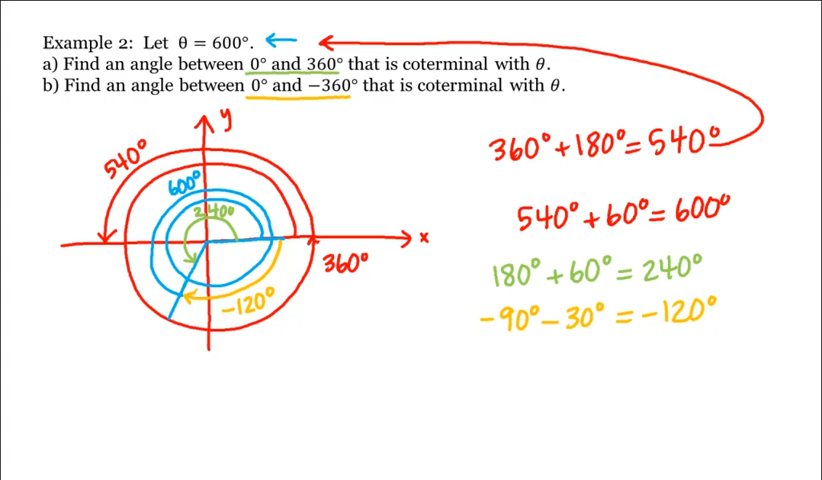 Example 2: Let θ = 600°.
a) Find an angle between 0° and 360° that is coterminal with θ.
b) Find an angle between 0° and −360° that is coterminal with θ.
y
540°
600°
240°
x
360°
-120°
360° + 180° = 540°
540° + 60° = 600°
180° + 60° = 240°
-90° - 30° = -120°